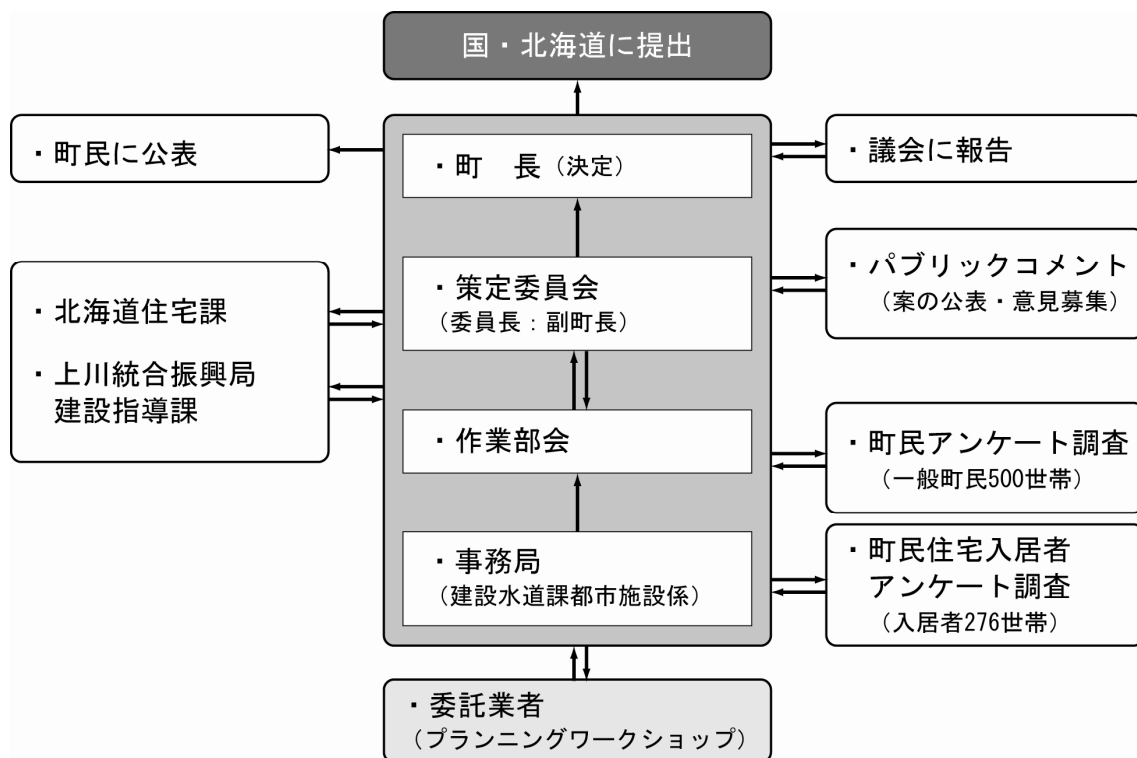 国・北海道に提出
・町民に公表
・町　長（決定）
・議会に報告
・北海道住宅課
・上川統合振興局
建設指導課
・策定委員会
（委員長：副町長）
・パブリックコメント
（案の公表・意見募集）
・作業部会
・町民アンケート調査
（一般町民500世帯）
・事務局
（建設水道課都市施設係）
・町民住宅入居者
アンケート調査
（入居者276世帯）
・委託業者
（プランニングワークショップ）